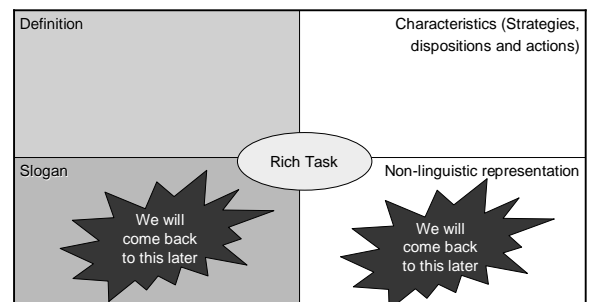 Definition
Characteristics (Strategies,
dispositions and actions)
Rich Task
Slogan
Non-linguistic representation
We will
come back
to this later
We will
come back
to this later